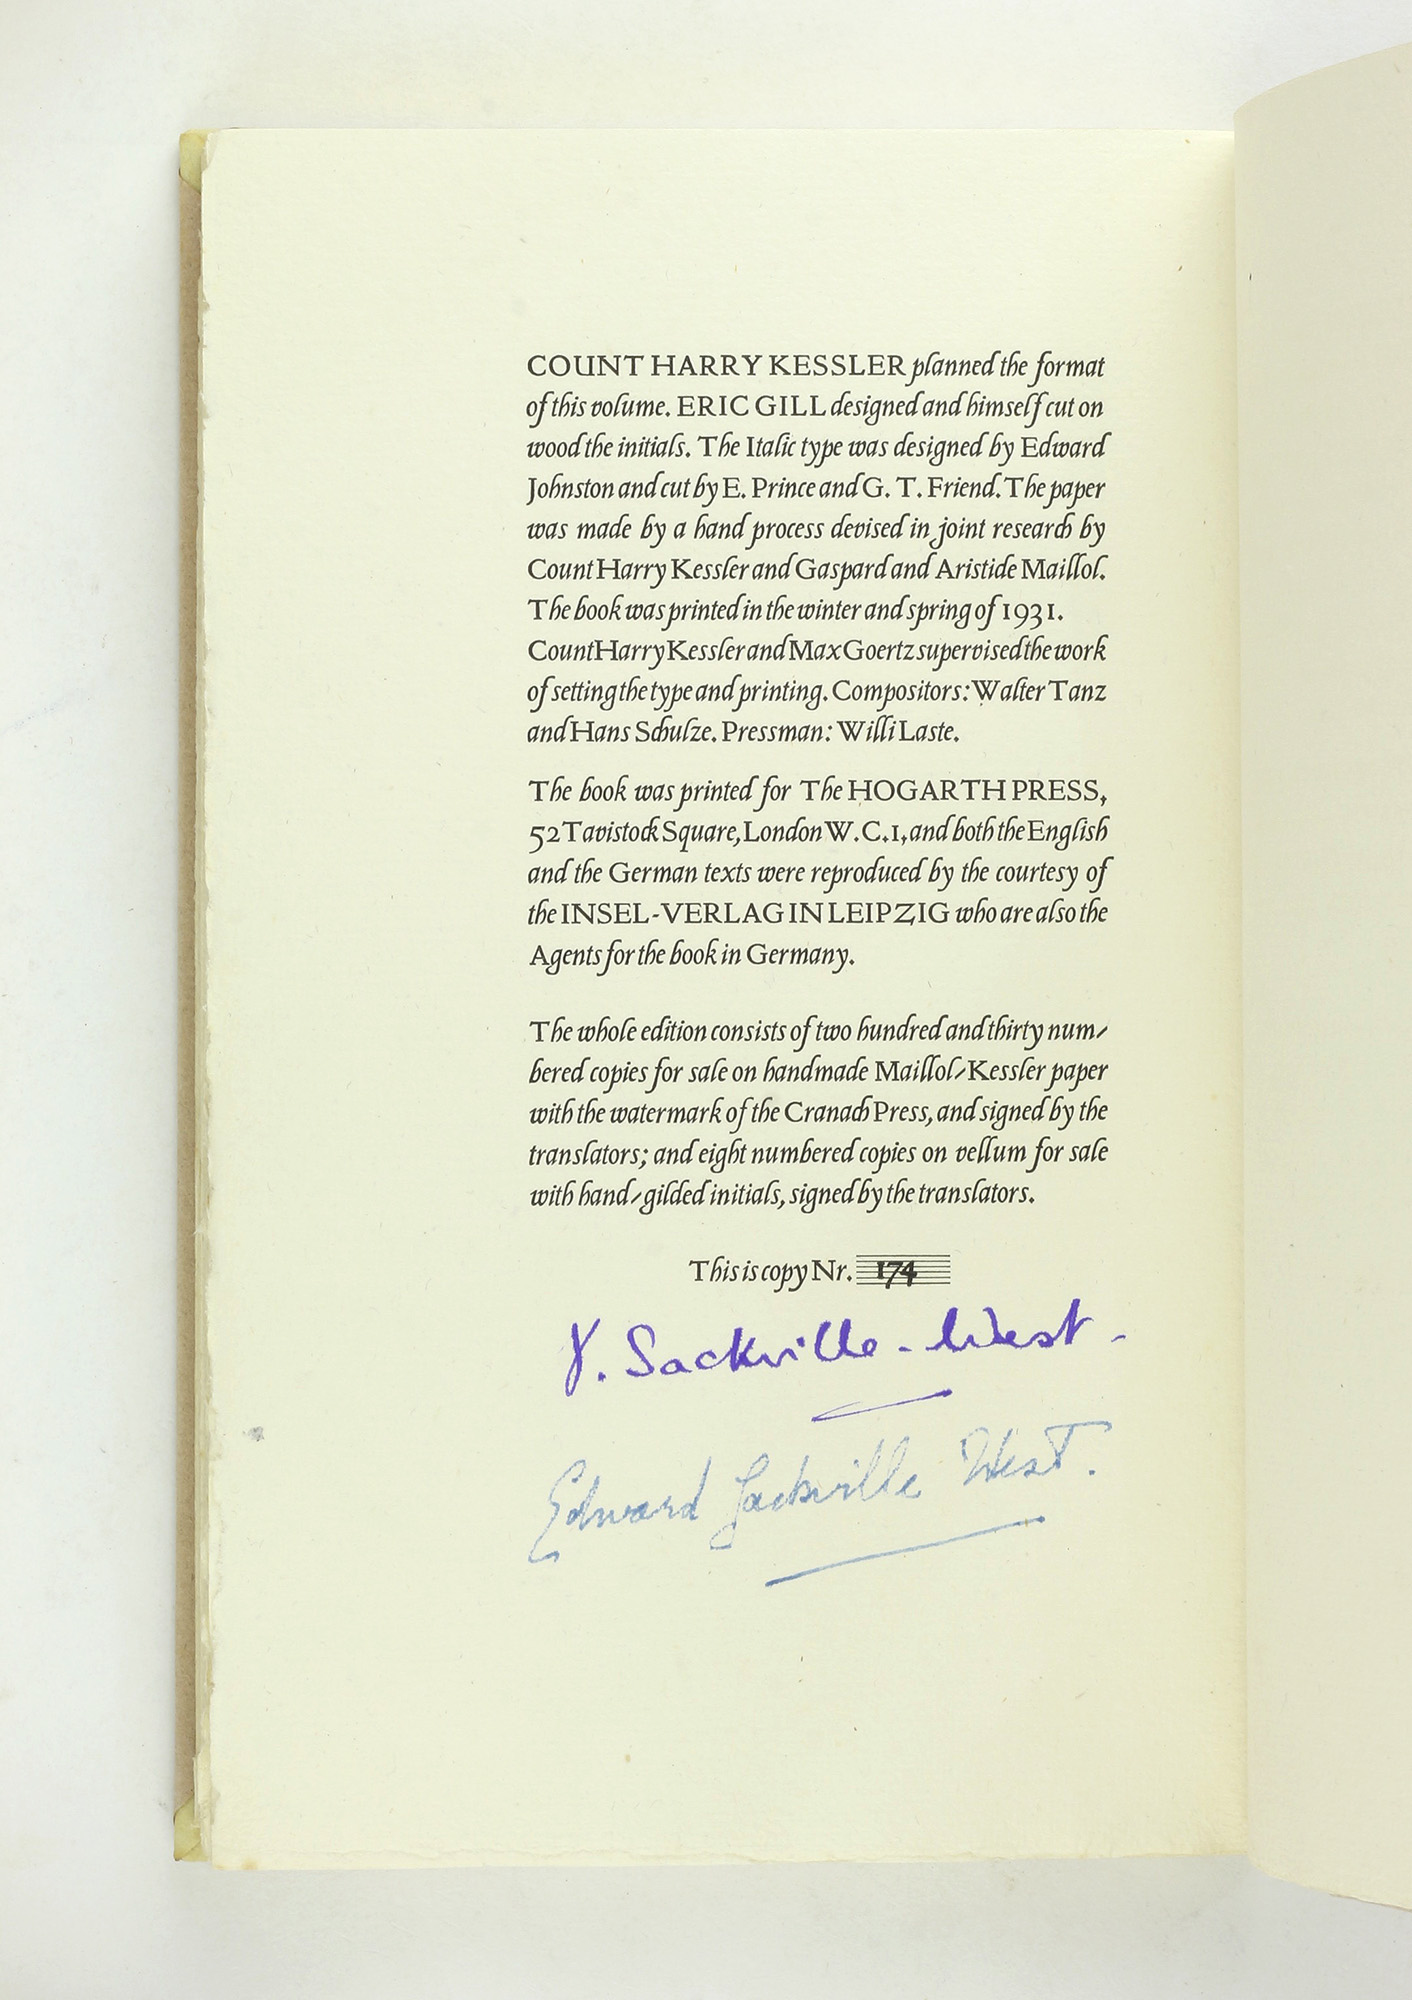 COUNT HARRY KESSLER planned the format
of this volume. ERIC GILL designed and himself cut on
wood the initials. The Italic type was designed by Edward
Johnston and cut by E. Prince and G. T. Friend. The paper
was made by a hand process devised in joint research by
Count Harry Kessler and Gaspard and Aristide Maillol.
The book was printed in the winter and spring of 1931.
Count Harry Kessler and Max Goertz supervised the work
of setting the type and printing. Compositors: Walter Tanz
and Hans Schulze. Pressman: Willi Laste.
The book was printed for The HOGARTH PRESS,
52 Tavistock Square, London W.C.1, and both the English
and the German texts were reproduced by the courtesy of
the INSEL-VERLAG IN LEIPZIG who are also the
Agents for the book in Germany.
The whole edition consists of two hundred and thirty num-
bered copies for sale on handmade Maillol-Kessler paper
with the watermark of the Cranach Press, and signed by the
translators; and eight numbered copies on vellum for sale
with hand-gilded initials, signed by the translators.
This is copy Nr. 174
V. Sackville-West-
Edward Sackville West.